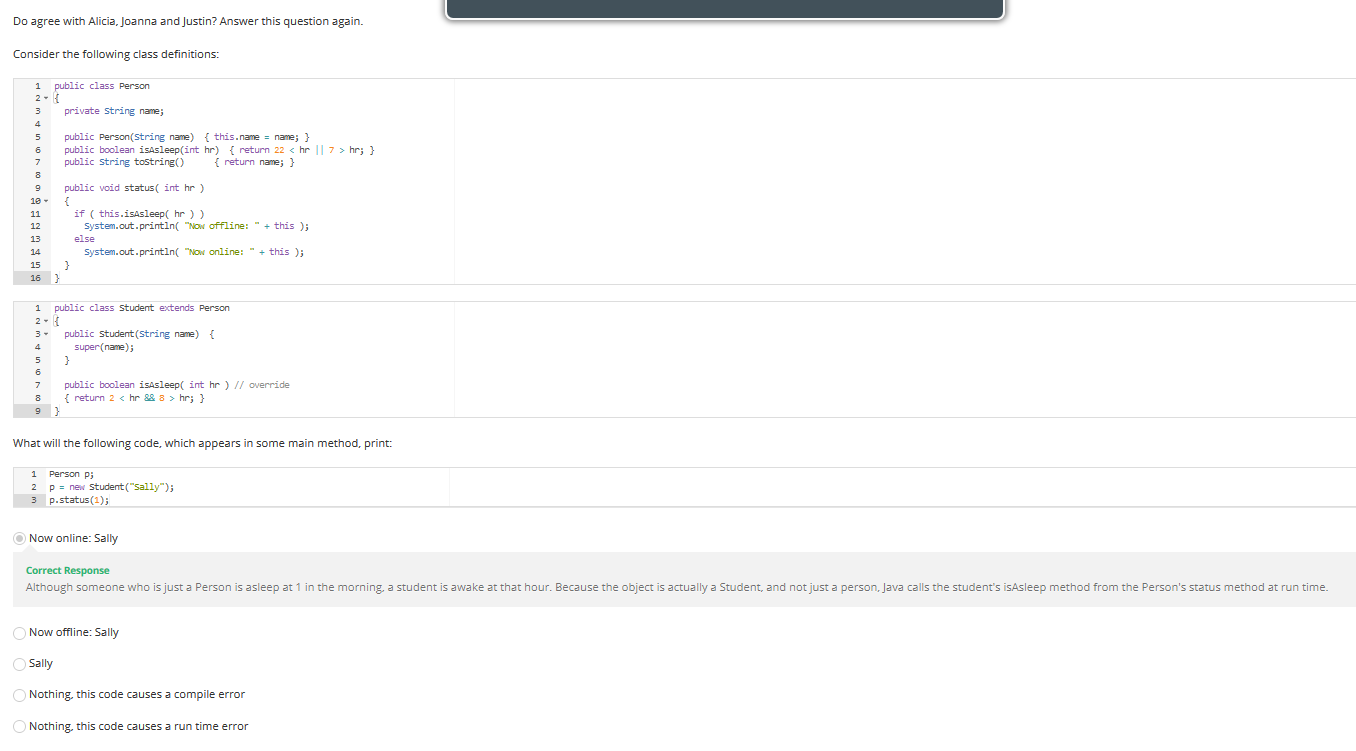 Do agree with Alicia, Joanna and Justin? Answer this question again.
Consider the following class definitions:
1 public class Person
2 {
3 private String name;
4
5 public Person(String name) { this.name = name; }
6 public boolean isAsleep(int hr) { return 22 < hr || 7 > hr; }
7 public String toString() { return name; }
8
9 public void status( int hr )
10 {
11 if ( this.isAsleep( hr ) )
12 System.out.println( "Now offline: " + this );
13 else
14 System.out.println( "Now online: " + this );
15 }
16 }
1 public class Student extends Person
2 {
3 public Student(String name) {
4 super(name);
5 }
6
7 public boolean isAsleep( int hr ) // override
8 { return 2 < hr && 8 > hr; }
9 }
What will the following code, which appears in some main method, print:
1 Person p;
2 p = new Student("Sally");
3 p.status(1);
Now online: Sally
Correct Response
Although someone who is just a Person is asleep at 1 in the morning, a student is awake at that hour. Because the object is actually a Student, and not just a person, Java calls the student's isAsleep method from the Person's status method at run time.
Now offline: Sally
Sally
Nothing, this code causes a compile error
Nothing, this code causes a run time error